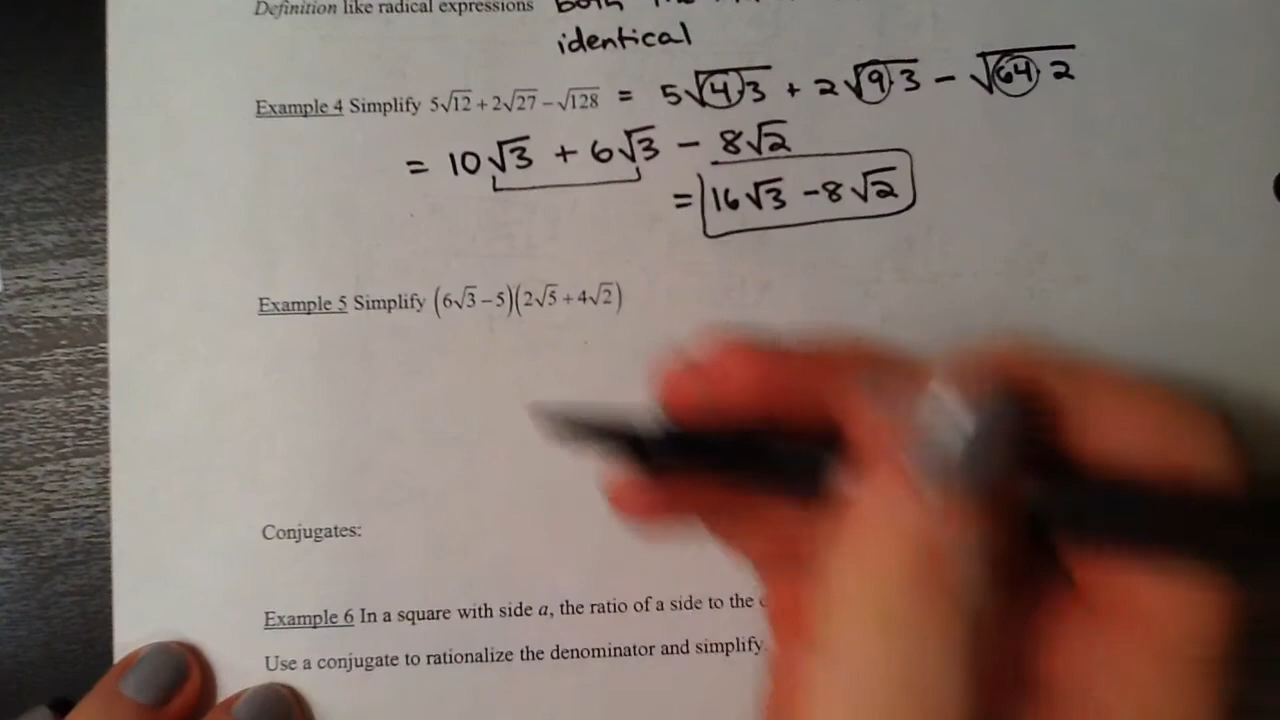 Definition like radical expressions both the
identical
Example 4 Simplify 5√12 + 2√27 − √128 = 5√4·3 + 2√9·3 − √64·2
= 10√3 + 6√3 − 8√2
= 16√3 − 8√2
Example 5 Simplify (6√3 − 5)(2√5 + 4√2)
Conjugates:
Example 6 In a square with side a, the ratio of a side to the
Use a conjugate to rationalize the denominator and simplify